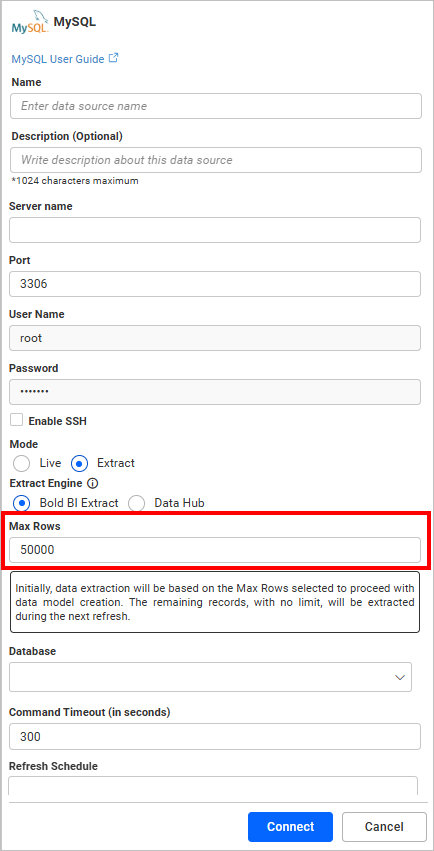 MySQL MySQL
MySQL User Guide
Name
Enter data source name
Description (Optional)
Write description about this data source
*1024 characters maximum
Server name
Port
3306
User Name
root
Password
•••••••
Enable SSH
Mode
Live Extract
Extract Engine
Bold BI Extract Data Hub
Max Rows
50000
Initially, data extraction will be based on the Max Rows selected to proceed with
data model creation. The remaining records, with no limit, will be extracted
during the next refresh.
Database
Command Timeout (in seconds)
300
Refresh Schedule
Connect Cancel